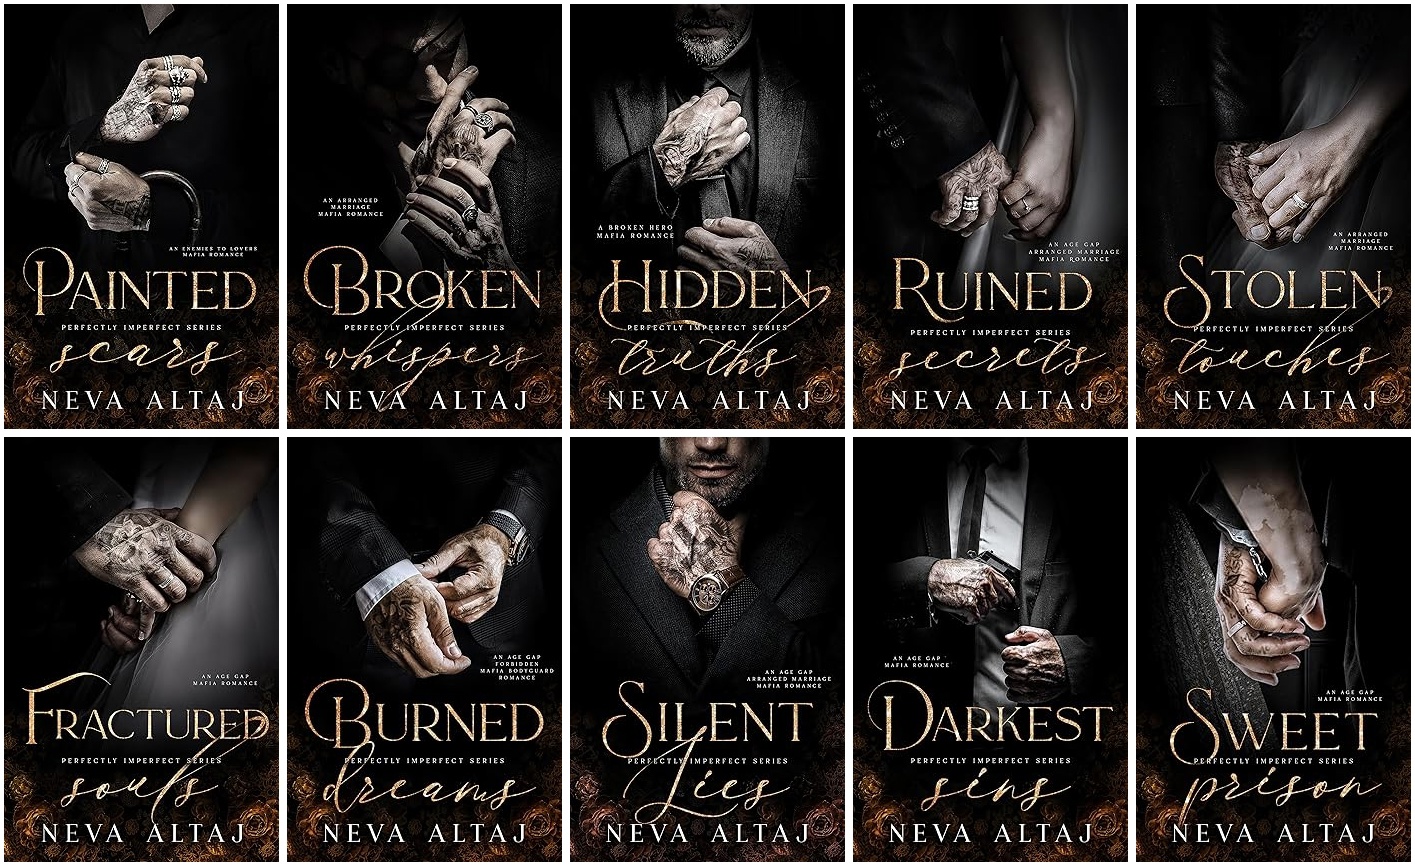 AN ENEMIES TO LOVERS
MAFIA ROMANCE
PAINTED
PERFECTLY IMPERFECT SERIES
scars
NEVA ALTAJ
AN ARRANGED
MARRIAGE
MAFIA ROMANCE
BROKEN
PERFECTLY IMPERFECT SERIES
whispers
NEVA ALTAJ
A BROKEN HERO
MAFIA ROMANCE
HIDDEN
PERFECTLY IMPERFECT SERIES
truths
NEVA ALTAJ
AN AGE GAP
ARRANGED MARRIAGE
MAFIA ROMANCE
RUINED
PERFECTLY IMPERFECT SERIES
secrets
NEVA ALTAJ
AN ARRANGED
MARRIAGE
MAFIA ROMANCE
STOLEN
PERFECTLY IMPERFECT SERIES
touches
NEVA ALTAJ
AN AGE GAP
MAFIA ROMANCE
FRACTURED
PERFECTLY IMPERFECT SERIES
souls
NEVA ALTAJ
AN AGE GAP
FORBIDDEN
MAFIA BODYGUARD
ROMANCE
BURNED
PERFECTLY IMPERFECT SERIES
dreams
NEVA ALTAJ
AN AGE GAP
ARRANGED MARRIAGE
MAFIA ROMANCE
SILENT
PERFECTLY IMPERFECT SERIES
Lies
NEVA ALTAJ
AN AGE GAP
MAFIA ROMANCE
DARKEST
PERFECTLY IMPERFECT SERIES
sins
NEVA ALTAJ
AN AGE GAP
MAFIA ROMANCE
SWEET
PERFECTLY IMPERFECT SERIES
prison
NEVA ALTAJ